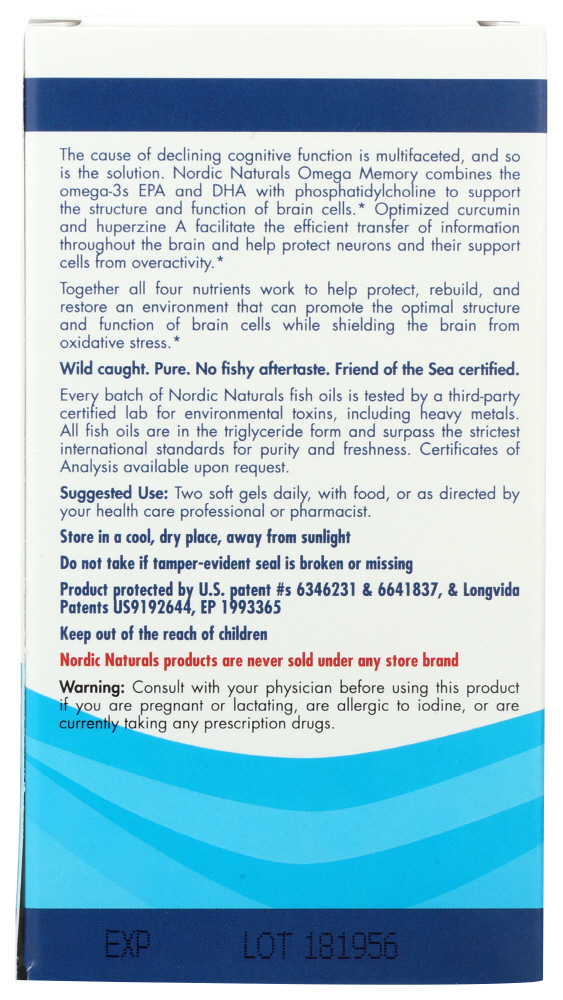 The cause of declining cognitive function is multifaceted, and so
is the solution. Nordic Naturals Omega Memory combines the
omega-3s EPA and DHA with phosphatidylcholine to support
the structure and function of brain cells.* Optimized curcumin
and huperzine A facilitate the efficient transfer of information
throughout the brain and help protect neurons and their support
cells from overactivity.*
Together all four nutrients work to help protect, rebuild, and
restore an environment that can promote the optimal structure
and function of brain cells while shielding the brain from
oxidative stress.*
Wild caught. Pure. No fishy aftertaste. Friend of the Sea certified.
Every batch of Nordic Naturals fish oils is tested by a third-party
certified lab for environmental toxins, including heavy metals.
All fish oils are in the triglyceride form and surpass the strictest
international standards for purity and freshness. Certificates of
Analysis available upon request.
Suggested Use: Two soft gels daily, with food, or as directed by
your health care professional or pharmacist.
Store in a cool, dry place, away from sunlight
Do not take if tamper-evident seal is broken or missing
Product protected by U.S. patent #s 6346231 & 6641837, & Longvida
Patents US9192644, EP 1993365
Keep out of the reach of children
Nordic Naturals products are never sold under any store brand
Warning: Consult with your physician before using this product
if you are pregnant or lactating, are allergic to iodine, or are
currently taking any prescription drugs.
EXP LOT 181956